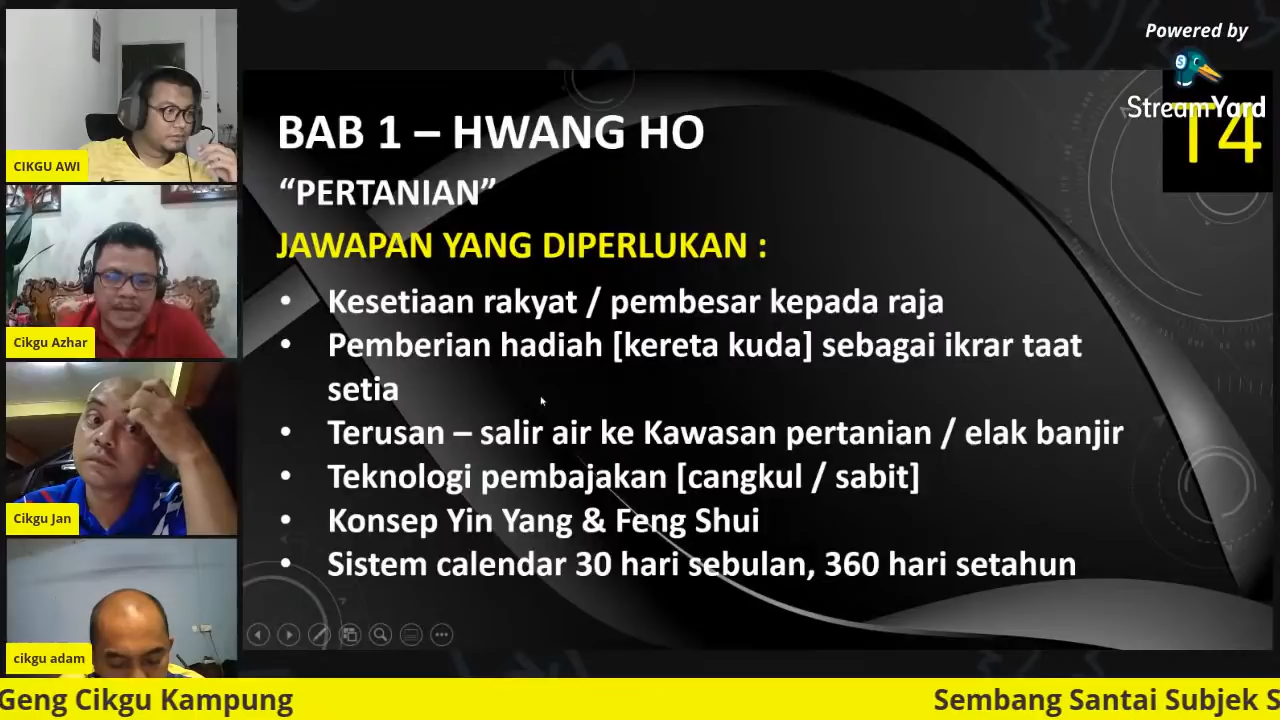 Powered by
StreamYard
T4
BAB 1 – HWANG HO
“PERTANIAN”
JAWAPAN YANG DIPERLUKAN :
• Kesetiaan rakyat / pembesar kepada raja
• Pemberian hadiah [kereta kuda] sebagai ikrar taat
setia
• Terusan – salir air ke Kawasan pertanian / elak banjir
• Teknologi pembajakan [cangkul / sabit]
• Konsep Yin Yang & Feng Shui
• Sistem calendar 30 hari sebulan, 360 hari setahun
CIKGU AWI
Cikgu Azhar
Cikgu Jan
cikgu adam
Geng Cikgu Kampung
Sembang Santai Subjek S